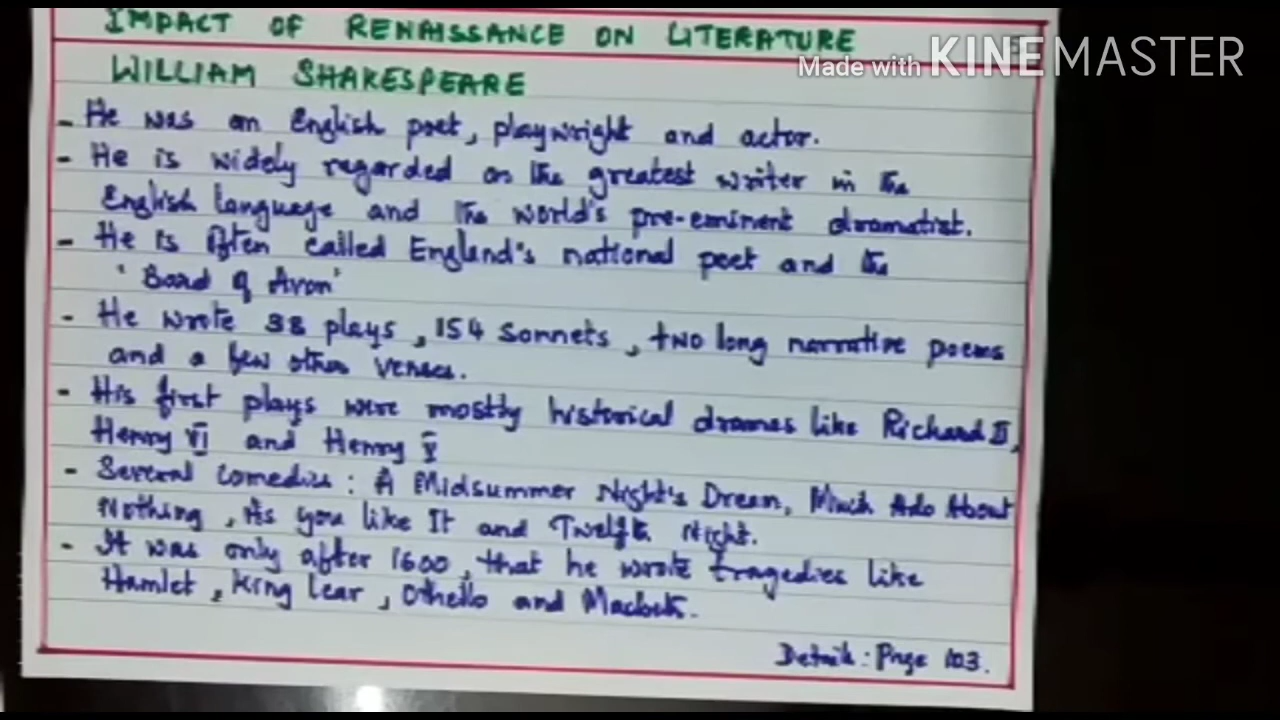 IMPACT OF RENAISSANCE ON LITERATURE
Made with KINEMASTER
WILLIAM SHAKESPEARE
- He was an English poet, playwright and actor.
- He is widely regarded as the greatest writer in the
English language and the world's pre-eminent dramatist.
- He is often called England's national poet and the
'Bard of Avon'
- He wrote 38 plays, 154 Sonnets, two long narrative poems
and a few other verses.
- His first plays were mostly historical dramas like Richard II,
Henry VI and Henry V
- Several Comedies: A Midsummer Night's Dream, Much Ado About
Nothing, As you like It and Twelfth Night.
- It was only after 1600, that he wrote tragedies like
Hamlet, King Lear, Othello and Macbeth.
Details: Page 103.